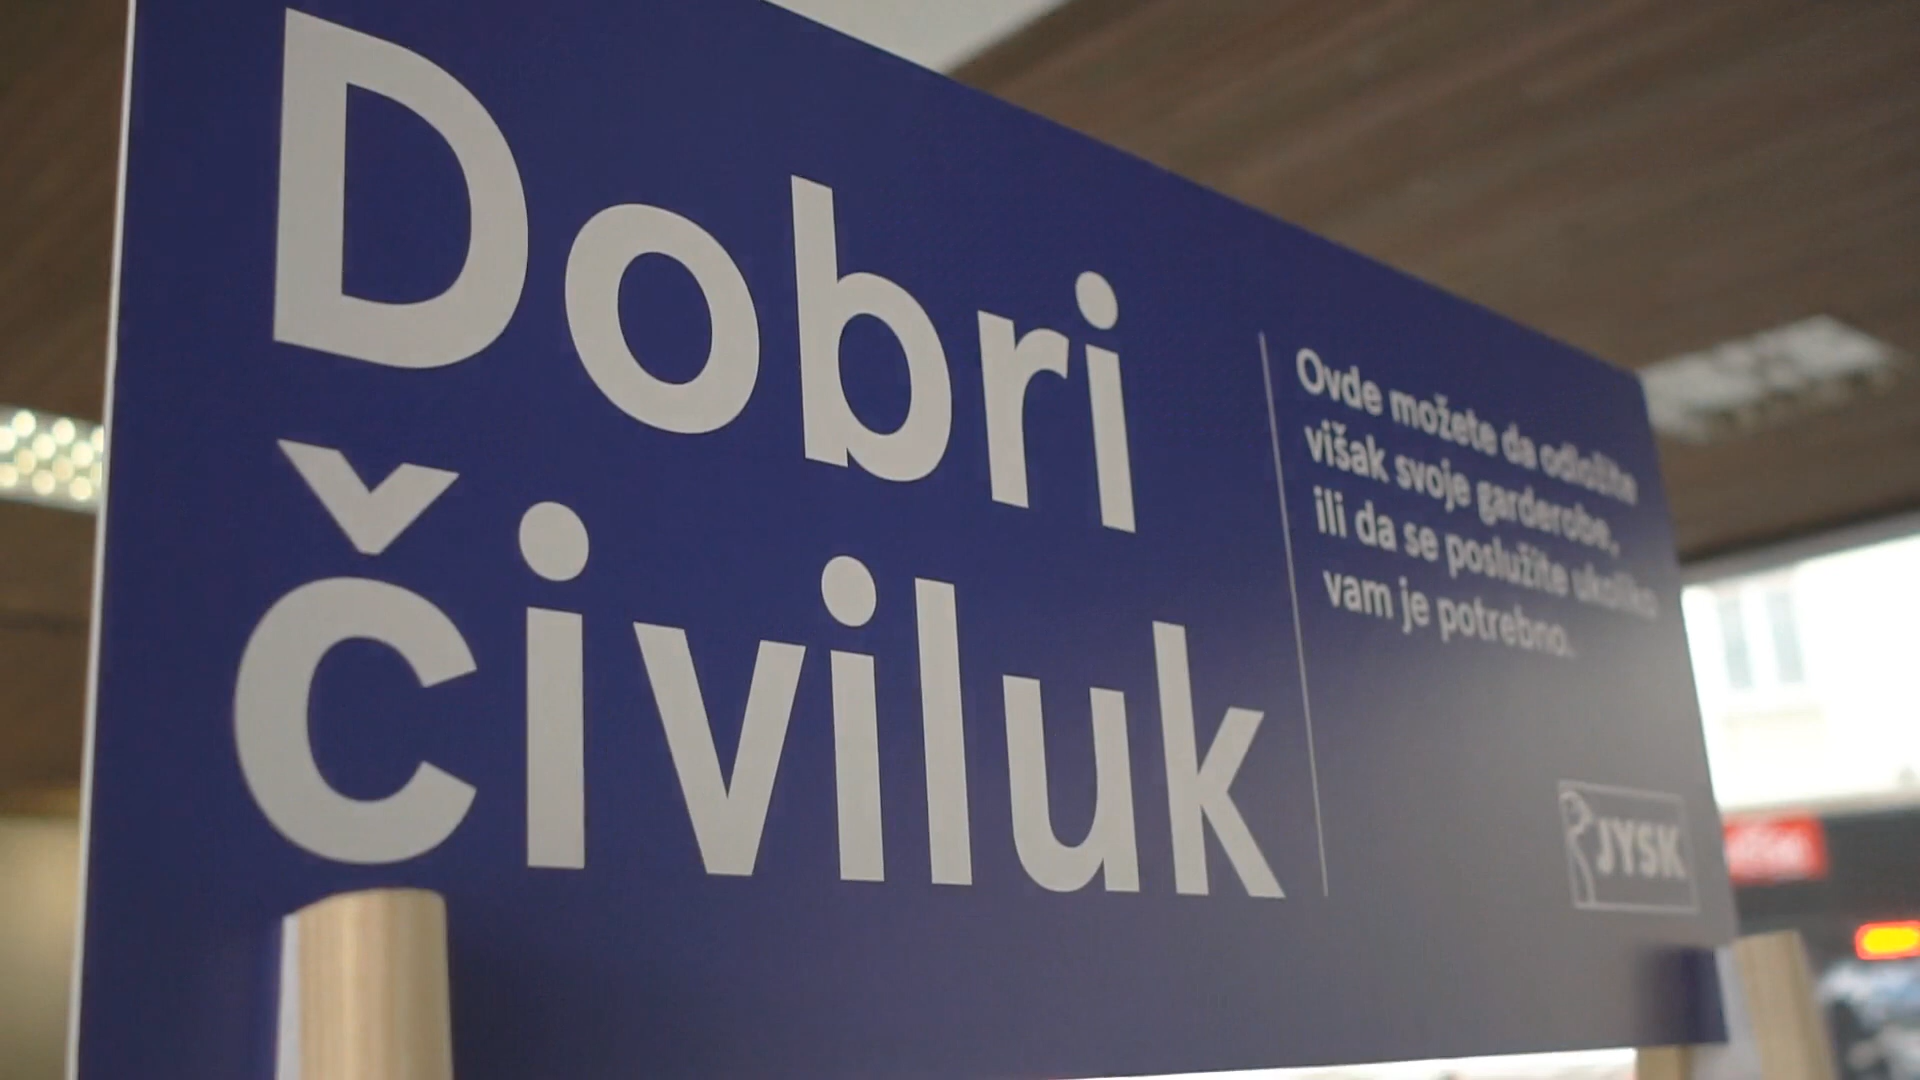 Dobri
čiviluk
Ovde možete da odložite
višak svoje garderobe,
ili da se poslužite ukoliko
vam je potrebno.
JYSK